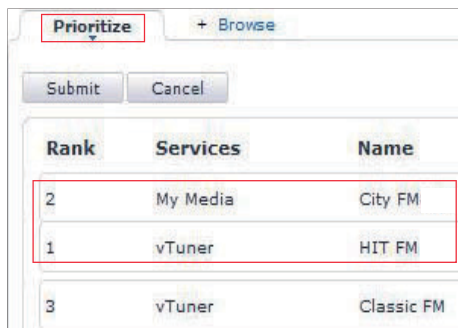 Prioritize + Browse
Submit Cancel
Rank Services Name
2 My Media City FM
1 vTuner HIT FM
3 vTuner Classic FM